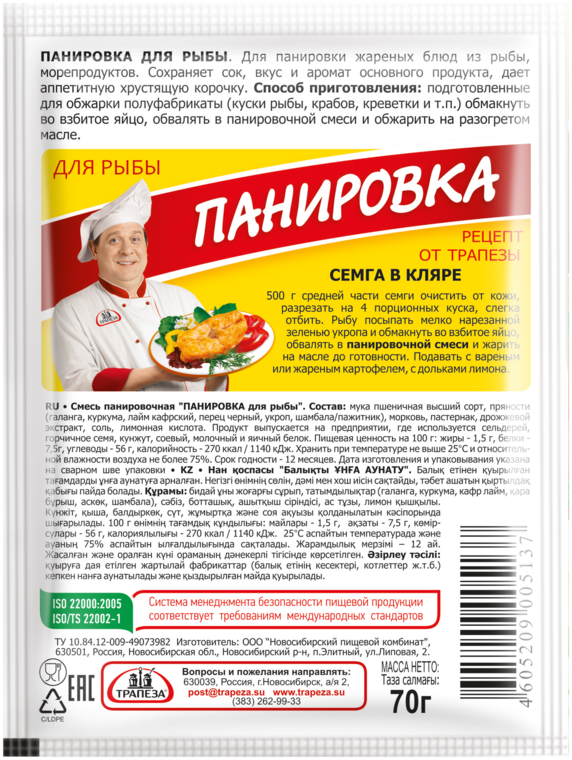 ПАНИРОВКА ДЛЯ РЫБЫ. Для панировки жареных блюд из рыбы,
морепродуктов. Сохраняет сок, вкус и аромат основного продукта, дает
аппетитную хрустящую корочку. Способ приготовления: подготовленные
для обжарки полуфабрикаты (куски рыбы, крабов, креветки и т.п.) обмакнуть
во взбитое яйцо, обвалять в панировочной смеси и обжарить на разогретом
масле.
ДЛЯ РЫБЫ
ПАНИРОВКА
РЕЦЕПТ
ОТ ТРАПЕЗЫ
СЕМГА В КЛЯРЕ
500 г средней части семги очистить от кожи,
разрезать на 4 порционных куска, слегка
отбить. Рыбу посыпать мелко нарезанной
зеленью укропа и обмакнуть во взбитое яйцо,
обвалять в панировочной смеси и жарить
на масле до готовности. Подавать с вареным
или жареным картофелем, с дольками лимона.
ТРАПЕЗА
RU • Смесь панировочная "ПАНИРОВКА для рыбы". Состав: мука пшеничная высший сорт, пряности
(галанга, куркума, лайм кафрский, перец черный, укроп, шамбала/пажитник), морковь, пастернак, дрожжевой
экстракт, соль, лимонная кислота. Продукт выпускается на предприятии, где используется сельдерей,
горчичное семя, кунжут, соевый, молочный и яичный белок. Пищевая ценность на 100 г: жиры - 1,5 г, белки -
7,5г, углеводы - 56 г, калорийность - 270 ккал / 1140 кДж. Хранить при температуре не выше 25°С и относитель-
ной влажности воздуха не более 75%. Срок годности - 12 месяцев. Дата изготовления и упаковывания указана
на сварном шве упаковки • KZ • Нан қоспасы "Балықты ҰНҒА АУНАТУ". Балық етінен қуырылған
тағамдарды ұнға аунатуға арналған. Негізгі өнімнің сөлін, дәмі мен хош иісін сақтайды, тәбет ашатын қытырлақ
қабығы пайда болады. Құрамы: бидай ұны жоғарғы сұрып, татымдылықтар (галанга, куркума, кафр лайм, қара
бұрыш, аскөк, шамбала), сәбіз, ботташық, ашытқы сығындысы, ас тұзы, лимон қышқылы.
Күнжіт, қыша, балдыркөк, сүт, жұмыртқа және соя ақуызы қолданылатын кәсіпорында
шығарылады. 100 г өнімнің тағамдық құндылығы: майлары - 1,5 г, ақзаты - 7,5 г, көмір-
сулары - 56 г, калориялылығы - 270 ккал / 1140 кДж. 25°С аспайтын температурада және
ауаның 75% аспайтын ылғалдылығында сақталады. Жарамдылық мерзімі – 12 ай.
Жасалған және оралған күні ораманың дәнекерлі тігісінде көрсетілген. Әзірлеу тәсілі:
қуыруға дая етілген жартылай фабрикаттар (балық етінің кесектері, котлеттер ж.т.б.)
кепкен нанға аунатылады және қыздырылған майда қуырылады.
ISO 22000:2005
ISO/TS 22002-1
Система менеджмента безопасности пищевой продукции
соответствует требованиям международных стандартов
ТУ 10.84.12-009-49073982 Изготовитель: ООО "Новосибирский пищевой комбинат",
630501, Россия, Новосибирская обл., Новосибирский р-н, п.Элитный, ул.Липовая, 2.
C/LDPE
EAC
ТРАПЕЗА
Вопросы и пожелания направлять:
630039, Россия, г.Новосибирск, а/я 2,
post@trapeza.su www.trapeza.su
(383) 262-99-33
МАССА НЕТТО:
Таза салмағы:
70г
4605209005137